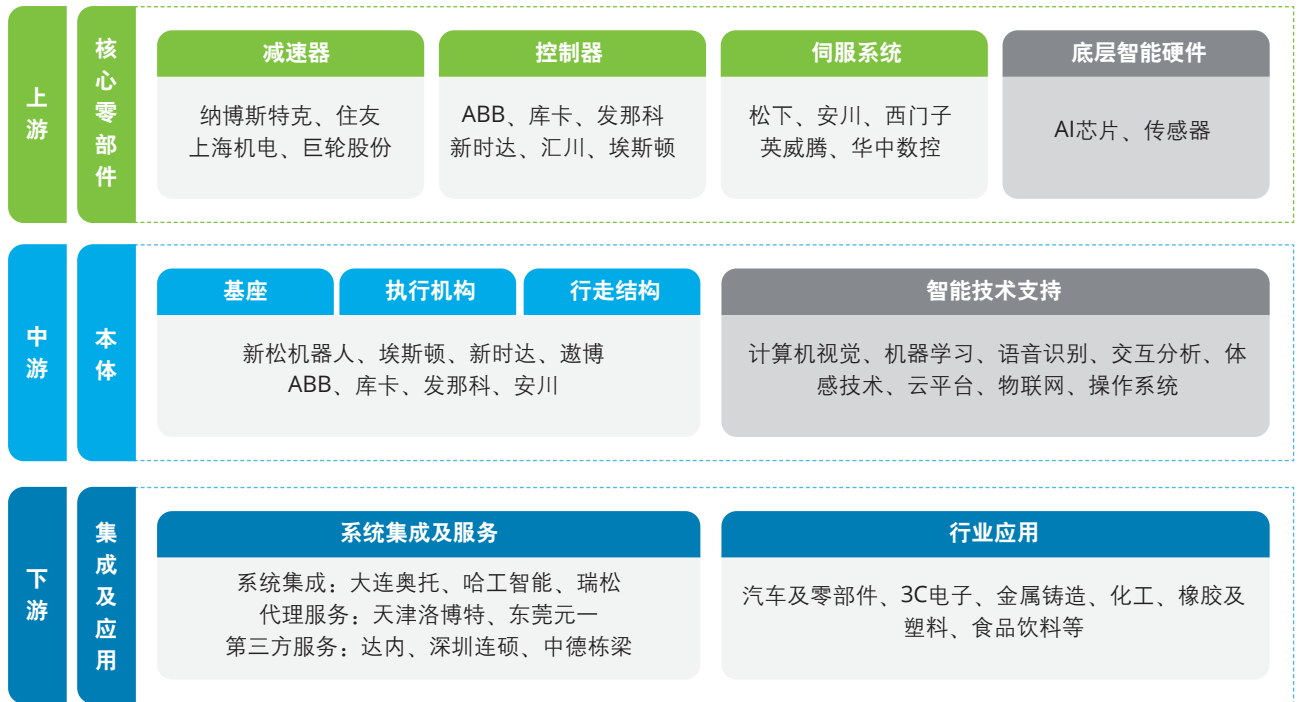 上游
核心零部件
减速器
纳博斯特克、住友
上海机电、巨轮股份
控制器
ABB、库卡、发那科
新时达、汇川、埃斯顿
伺服系统
松下、安川、西门子
英威腾、华中数控
底层智能硬件
AI芯片、传感器
中游
本体
基座
执行机构
行走结构
新松机器人、埃斯顿、新时达、遨博
ABB、库卡、发那科、安川
智能技术支持
计算机视觉、机器学习、语音识别、交互分析、体
感技术、云平台、物联网、操作系统
下游
集成及应用
系统集成及服务
系统集成：大连奥托、哈工智能、瑞松
代理服务：天津洛博特、东莞元一
第三方服务：达内、深圳连硕、中德栋梁
行业应用
汽车及零部件、3C电子、金属铸造、化工、橡胶及
塑料、食品饮料等